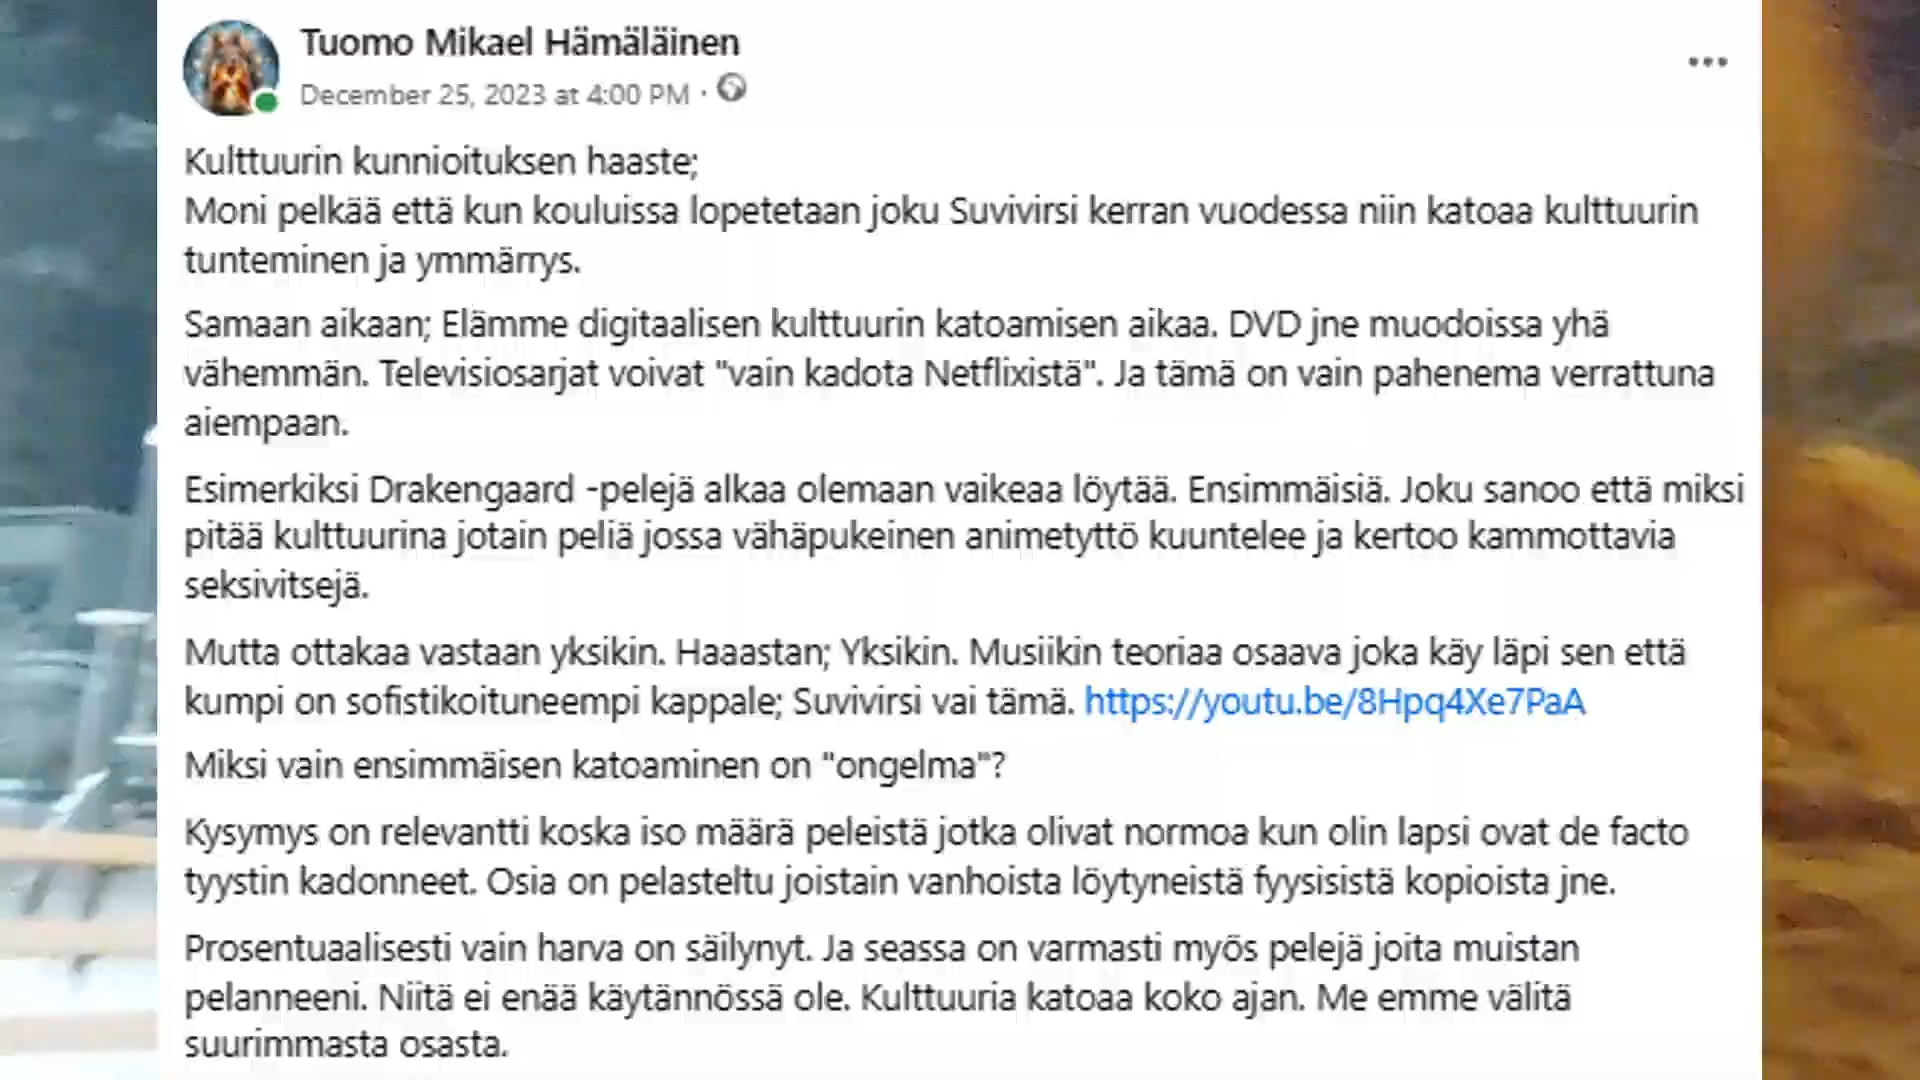 Tuomo Mikael Hämäläinen
December 25, 2023 at 4:00 PM ·
Kulttuurin kunnioituksen haaste;
Moni pelkää että kun kouluissa lopetetaan joku Suvivirsi kerran vuodessa niin katoaa kulttuurin
tunteminen ja ymmärrys.
Samaan aikaan; Elämme digitaalisen kulttuurin katoamisen aikaa. DVD jne muodoissa yhä
vähemmän. Televisiosarjat voivat "vain kadota Netflixistä". Ja tämä on vain pahenema verrattuna
aiempaan.
Esimerkiksi Drakengaard -pelejä alkaa olemaan vaikeaa löytää. Ensimmäisiä. Joku sanoo että miksi
pitää kulttuurina jotain peliä jossa vähäpukeinen animetyttö kuuntelee ja kertoo kammottavia
seksivitsejä.
Mutta ottakaa vastaan yksikin. Haaastan; Yksikin. Musiikin teoriaa osaava joka käy läpi sen että
kumpi on sofistikoituneempi kappale; Suvivirsi vai tämä. https://youtu.be/8Hpq4Xe7PaA
Miksi vain ensimmäisen katoaminen on "ongelma"?
Kysymys on relevantti koska iso määrä peleistä jotka olivat normoa kun olin lapsi ovat de facto
tyystin kadonneet. Osia on pelasteltu joistain vanhoista löytyneistä fyysisistä kopioista jne.
Prosentuaalisesti vain harva on säilynyt. Ja seassa on varmasti myös pelejä joita muistan
pelanneeni. Niitä ei enää käytännössä ole. Kulttuuria katoaa koko ajan. Me emme välitä
suurimmasta osasta.